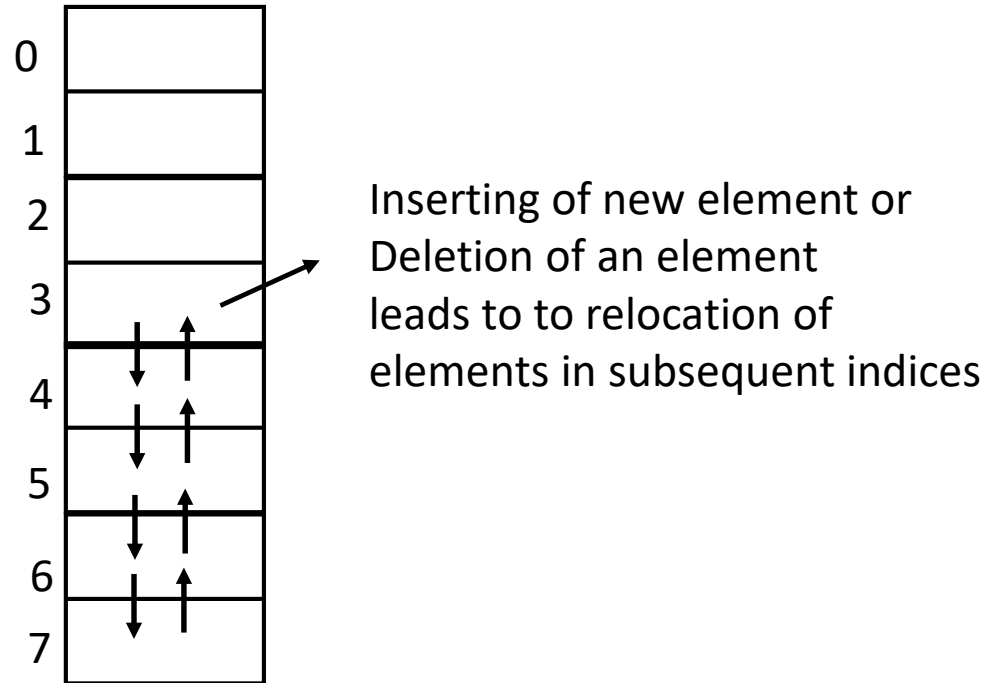 0
1
2
3
4
5
6
7
Inserting of new element or
Deletion of an element
leads to to relocation of
elements in subsequent indices